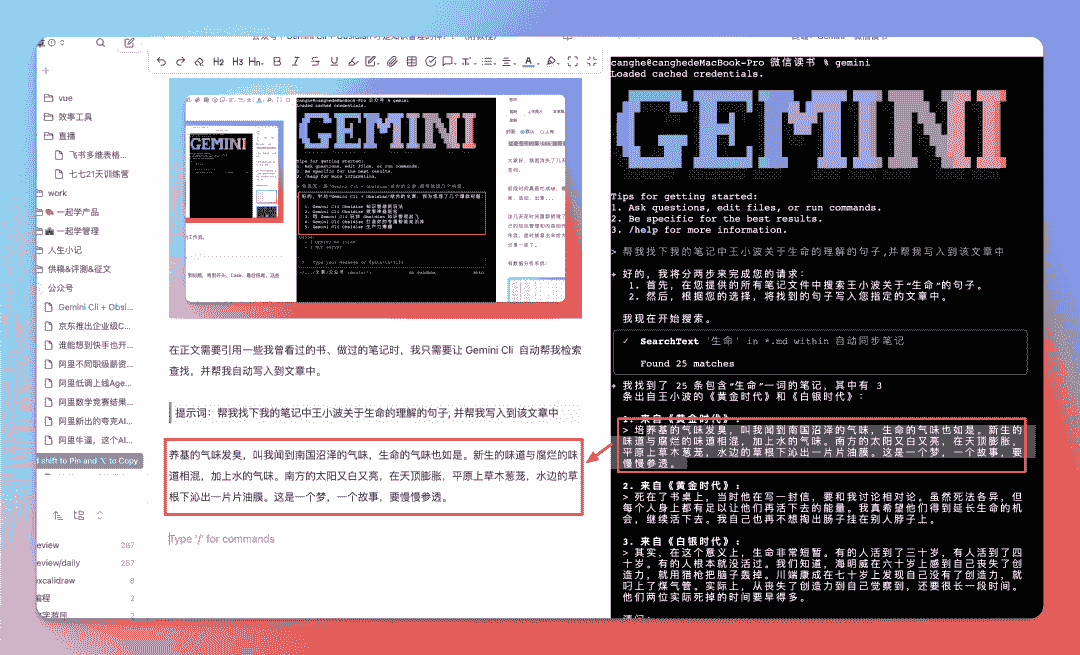 H2 H3 Hn B I S U
vue
效率工具
直播
飞书多维表格...
七七21天训练营
work
一起学产品
一起学管理
人生小记
供稿&评测&征文
公众号
Gemini Cli + Obsi...
京东推出企业级C...
谁能想到快手也开...
阿里不同职级薪资...
阿里低调上线Age...
阿里数学竞赛结果...
阿里新出的夸克AI...
阿里牛逼，这个AI...
shift to Pin and ⌥ to Copy
eview 287
eview/daily 287
excalidraw 8
编程 2
GEMINI
Tips for getting started:
1. Ask questions, edit files, or run commands.
2. Be specific for the best results.
3. /help for more information.
在正文需要引用一些我曾看过的书、做过的笔记时，我只需要让 Gemini Cli 自动帮我检索
查找，并帮我自动写入到文章中。
提示词：帮我找下我的笔记中王小波关于生命的理解的句子, 并帮我写入到该文章中
养基的气味发臭，叫我闻到南国沼泽的气味，生命的气味也如是。新生的味道与腐烂的味
道相混，加上水的气味。南方的太阳又白又亮，在天顶膨胀，平原上草木葱茏，水边的草
根下沁出一片片油膜。这是一个梦，一个故事，要慢慢参透。
Type '/' for commands
canghe@canghedeMacBook-Pro 微信读书 % gemini
Loaded cached credentials.
GEMINI
Tips for getting started:
1. Ask questions, edit files, or run commands.
2. Be specific for the best results.
3. /help for more information.
> 帮我找下我的笔记中王小波关于生命的理解的句子,并帮我写入到该文章中
✦ 好的，我将分两步来完成您的请求：
1. 首先，在您提供的所有笔记文件中搜索王小波关于“生命”的句子。
2. 然后，根据您的选择，将找到的句子写入您指定的文章中。
我现在开始搜索。
✓ SearchText '生命' in *.md within 自动同步笔记
Found 25 matches
✦ 我找到了 25 条包含“生命”一词的笔记，其中有 3
条出自王小波的《黄金时代》和《白银时代》：
1. 来自《黄金时代》：
> 培养基的气味发臭，叫我闻到南国沼泽的气味，生命的气味也如是。新生的
味道与腐烂的味道相混，加上水的气味。南方的太阳又白又亮，在天顶膨胀，
平原上草木葱茏，水边的草根下沁出一片片油膜。这是一个梦，一个故事，要
慢慢参透。
2. 来自《黄金时代》：
> 死在了书桌上，当时他在写一封信，要和我讨论相对论。虽然死法各异，但
每个人身上都有足以让他们再活下去的能量。我真希望他们得到延长生命的机
会，继续活下去。我自己也再不想掏出肠子挂在别人脖子上。
3. 来自《白银时代》：
> 其实，在这个意义上，生命非常短暂。有的人活到了三十岁，有人活到了四
十岁。有的人根本就没活过。我们知道，海明威在六十岁上感到自己丧失了创
造力，就用猎枪把脑子轰掉。川端康成在七十岁上发现自己没有了创造力，就
叼上了煤气管。实际上，从丧失了创造力到自己觉察到，还要很长一段时间。
他们两位实际死掉的时间要早得多。